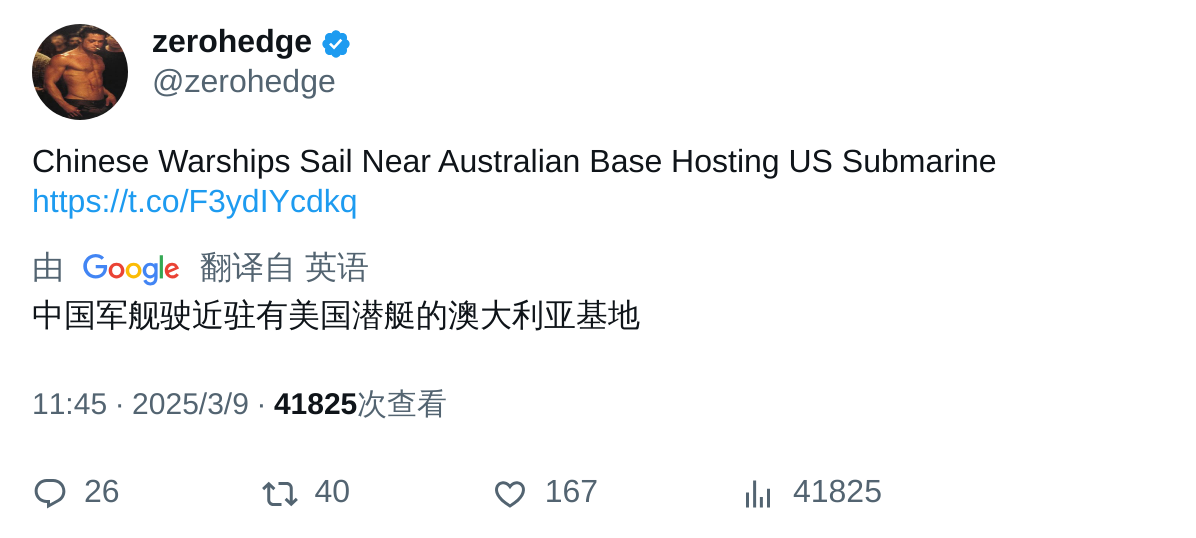 zerohedge
@zerohedge
Chinese Warships Sail Near Australian Base Hosting US Submarine
https://t.co/F3ydIYcdkq
由 Google 翻译自 英语
中国军舰驶近驻有美国潜艇的澳大利亚基地
11:45 · 2025/3/9 · 41825次查看
26 40 167 41825